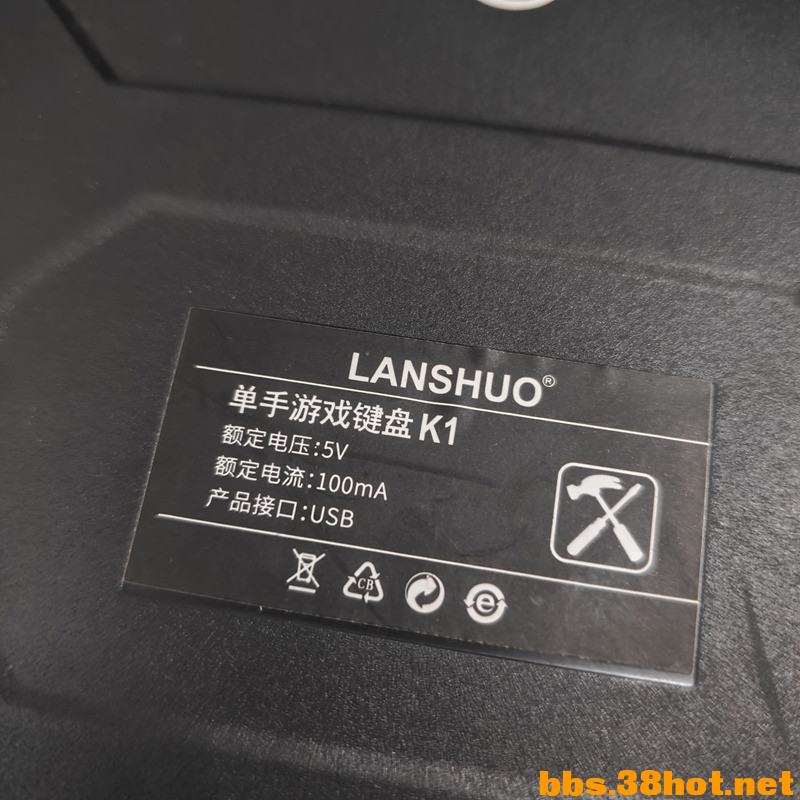 LANSHUO®
单手游戏键盘 K1
额定电压:5V
额定电流:100mA
产品接口:USB
CB
e
bbs.38hot.net